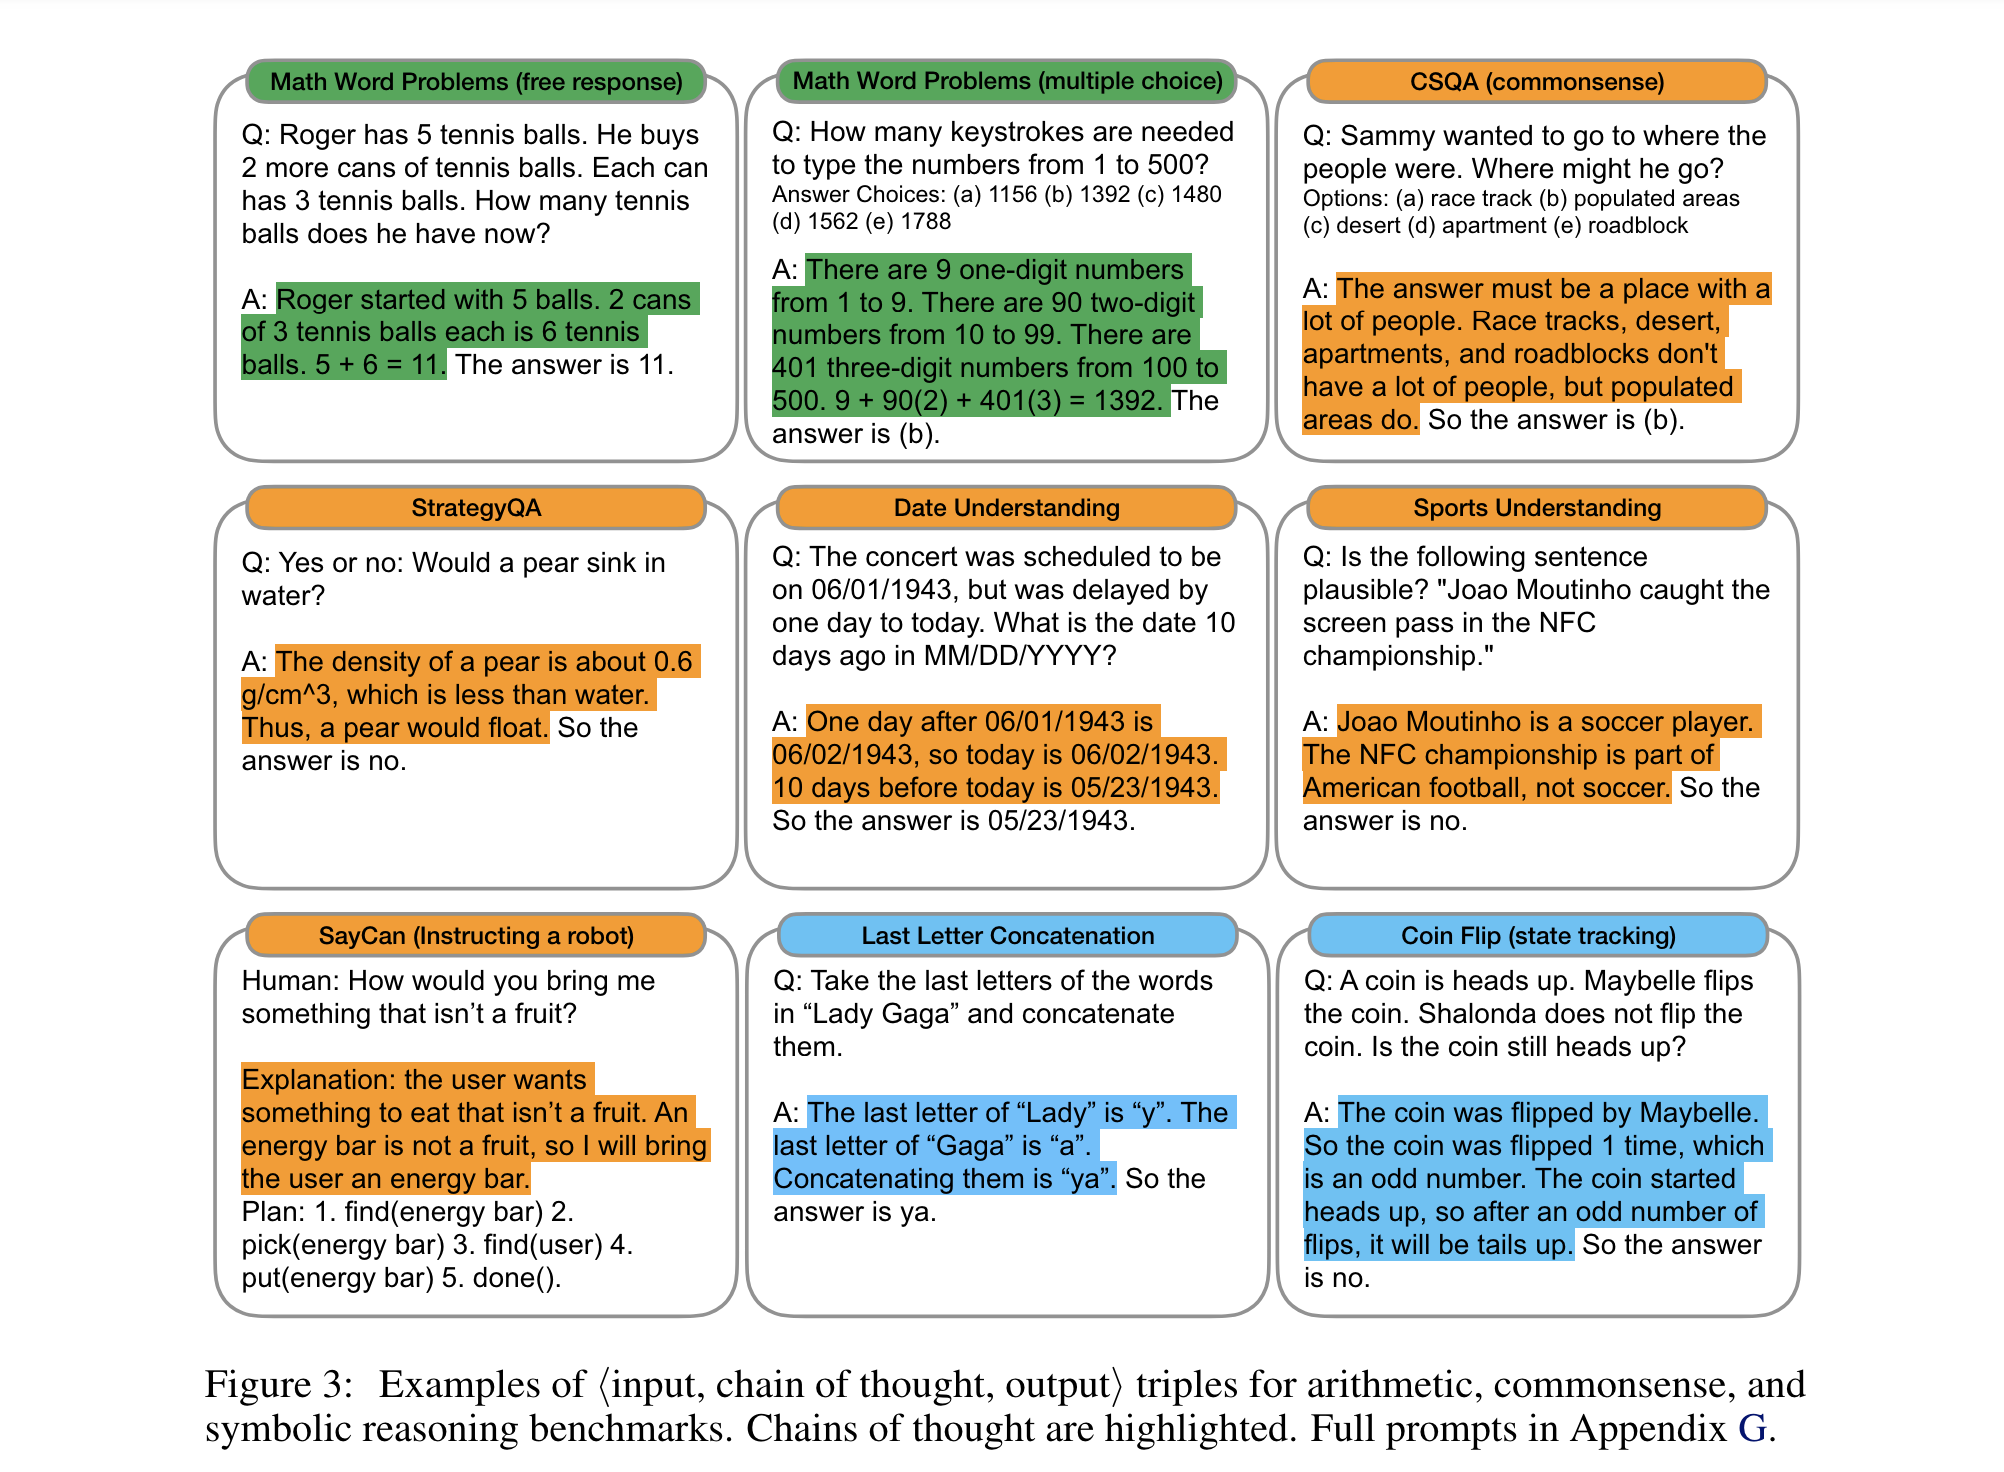 Math Word Problems (free response)
Q: Roger has 5 tennis balls. He buys
2 more cans of tennis balls. Each can
has 3 tennis balls. How many tennis
balls does he have now?
A: Roger started with 5 balls. 2 cans
of 3 tennis balls each is 6 tennis
balls. 5 + 6 = 11. The answer is 11.
Math Word Problems (multiple choice)
Q: How many keystrokes are needed
to type the numbers from 1 to 500?
Answer Choices: (a) 1156 (b) 1392 (c) 1480
(d) 1562 (e) 1788
A: There are 9 one-digit numbers
from 1 to 9. There are 90 two-digit
numbers from 10 to 99. There are
401 three-digit numbers from 100 to
500. 9 + 90(2) + 401(3) = 1392. The
answer is (b).
CSQA (commonsense)
Q: Sammy wanted to go to where the
people were. Where might he go?
Options: (a) race track (b) populated areas
(c) desert (d) apartment (e) roadblock
A: The answer must be a place with a
lot of people. Race tracks, desert,
apartments, and roadblocks don't
have a lot of people, but populated
areas do. So the answer is (b).
StrategyQA
Q: Yes or no: Would a pear sink in
water?
A: The density of a pear is about 0.6
g/cm^3, which is less than water.
Thus, a pear would float. So the
answer is no.
Date Understanding
Q: The concert was scheduled to be
on 06/01/1943, but was delayed by
one day to today. What is the date 10
days ago in MM/DD/YYYY?
A: One day after 06/01/1943 is
06/02/1943, so today is 06/02/1943.
10 days before today is 05/23/1943.
So the answer is 05/23/1943.
Sports Understanding
Q: Is the following sentence
plausible? "Joao Moutinho caught the
screen pass in the NFC
championship."
A: Joao Moutinho is a soccer player.
The NFC championship is part of
American football, not soccer. So the
answer is no.
SayCan (Instructing a robot)
Human: How would you bring me
something that isn’t a fruit?
Explanation: the user wants
something to eat that isn’t a fruit. An
energy bar is not a fruit, so I will bring
the user an energy bar.
Plan: 1. find(energy bar) 2.
pick(energy bar) 3. find(user) 4.
put(energy bar) 5. done().
Last Letter Concatenation
Q: Take the last letters of the words
in “Lady Gaga” and concatenate
them.
A: The last letter of “Lady” is “y”. The
last letter of “Gaga” is “a”.
Concatenating them is “ya”. So the
answer is ya.
Coin Flip (state tracking)
Q: A coin is heads up. Maybelle flips
the coin. Shalonda does not flip the
coin. Is the coin still heads up?
A: The coin was flipped by Maybelle.
So the coin was flipped 1 time, which
is an odd number. The coin started
heads up, so after an odd number of
flips, it will be tails up. So the answer
is no.
Figure 3: Examples of ⟨input, chain of thought, output⟩ triples for arithmetic, commonsense, and
symbolic reasoning benchmarks. Chains of thought are highlighted. Full prompts in Appendix G.